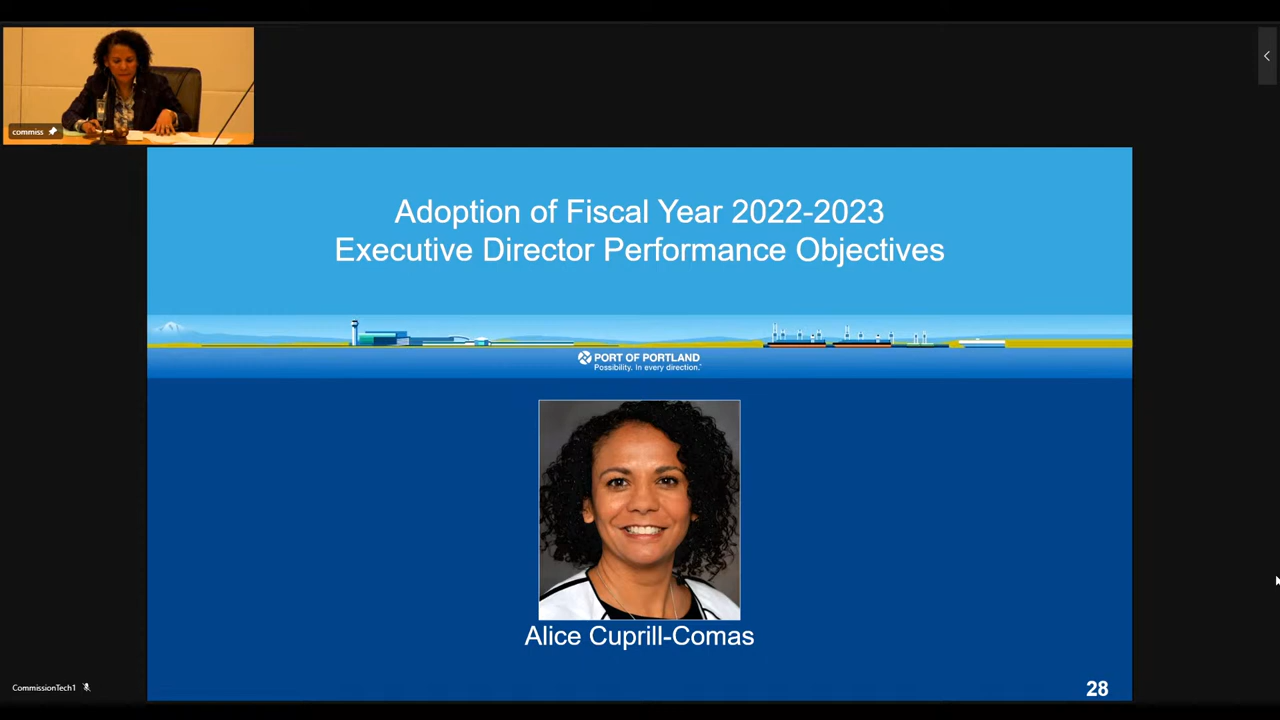 commiss
Adoption of Fiscal Year 2022-2023
Executive Director Performance Objectives
PORT OF PORTLAND
Possibility. In every direction.
Alice Cuprill-Comas
CommissionTech1
28